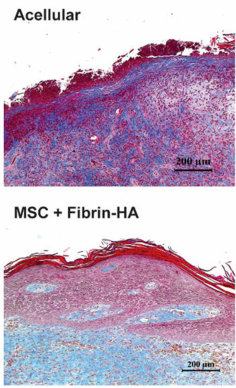 Acellular
200 µm
MSC + Fibrin-HA
200 µm